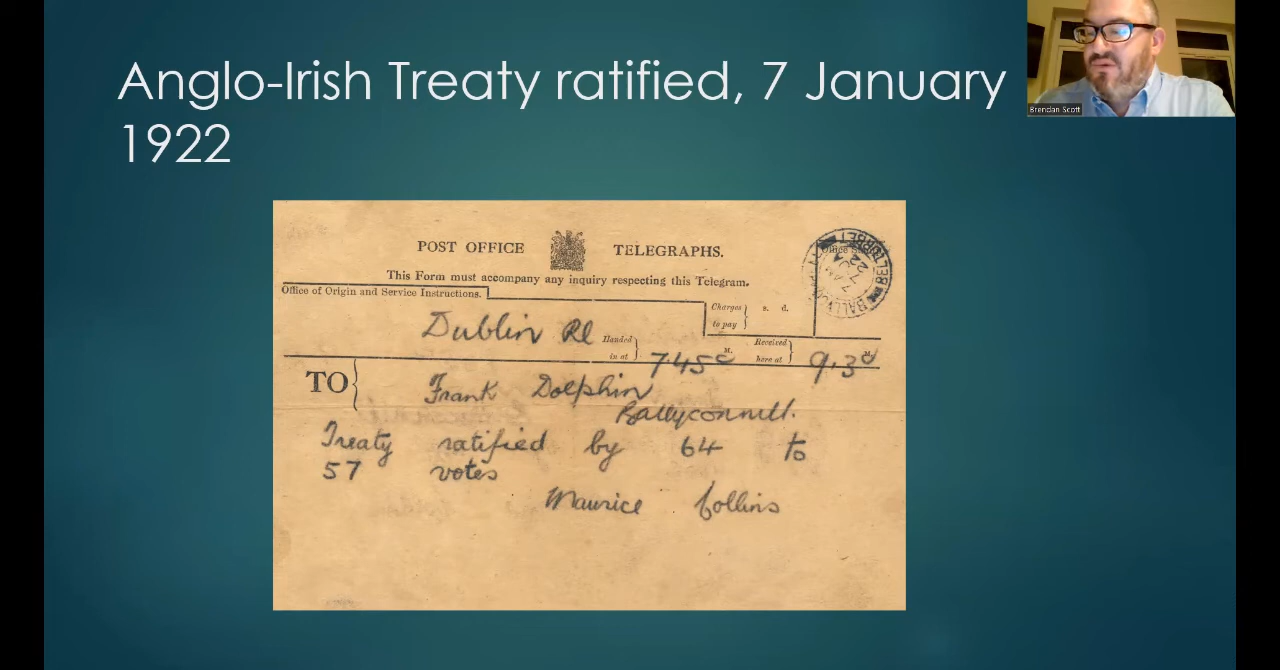 Anglo-Irish Treaty ratified, 7 January
1922
Brendan Scott
POST OFFICE TELEGRAPHS.
This Form must accompany any inquiry respecting this Telegram.
Office of Origin and Service Instructions.
Charges to pay } s. d.
Dublin
Handed in at } 7.45 M.
Received here at } 9.3 M.
TO {
Frank Dolphin
Ballyconnell.
Treaty ratified by 64 to
57 votes
Maurice Collins